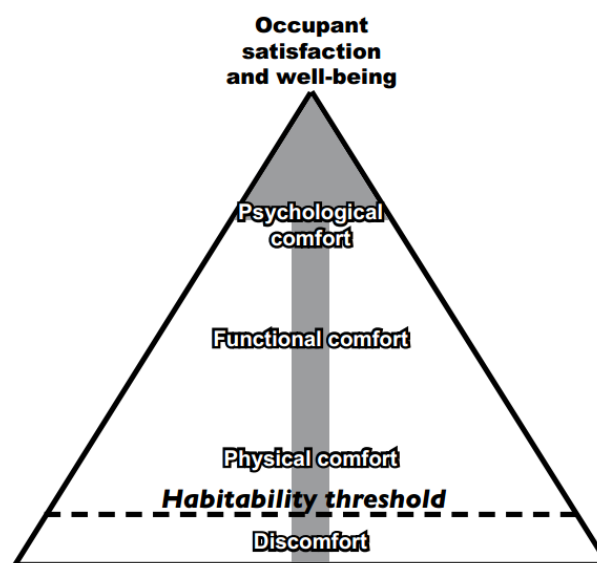 Occupant
satisfaction
and well-being
Psychological
comfort
Functional comfort
Physical comfort
Habitability threshold
Discomfort